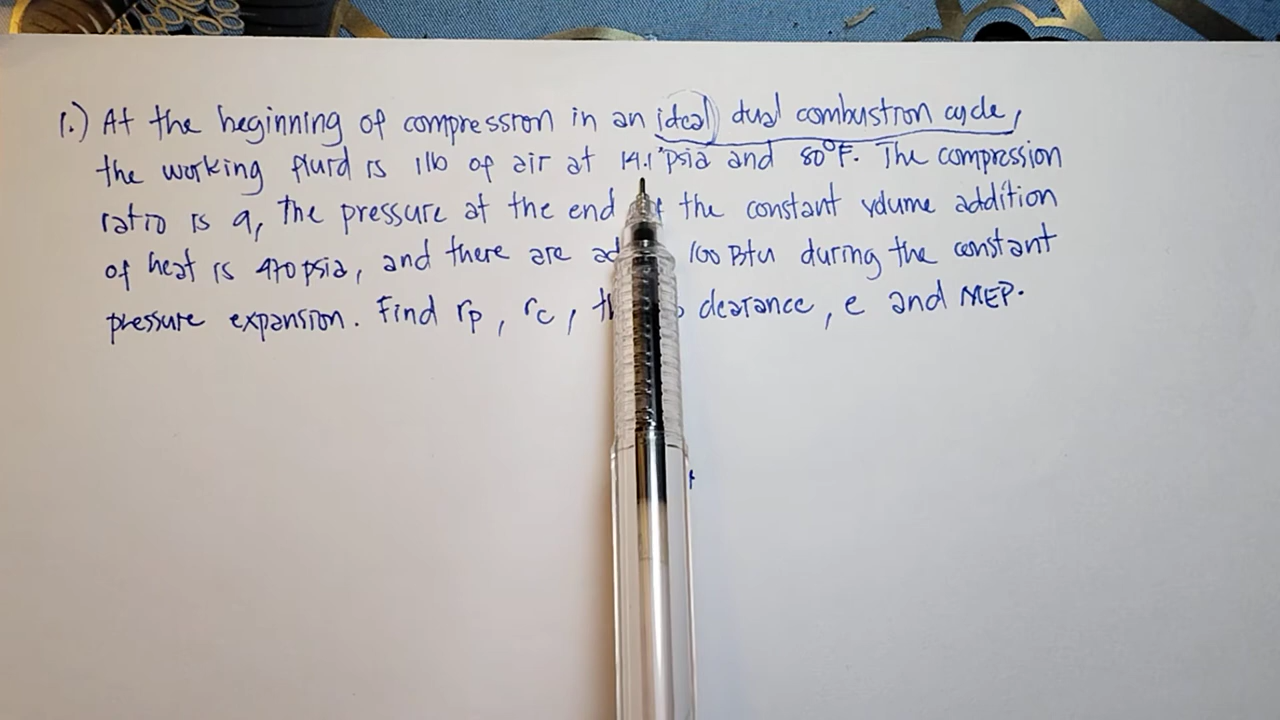 1.) At the beginning of compression in an ideal dual combustion cycle,
the working fluid is 1lb of air at 14.1 psia and 80°F. The compression
ratio is 9, the pressure at the end the constant volume addition
of heat is 470 psia, and there are 100 Btu during the constant
pressure expansion. Find rp, rc, clearance, e and MEP.